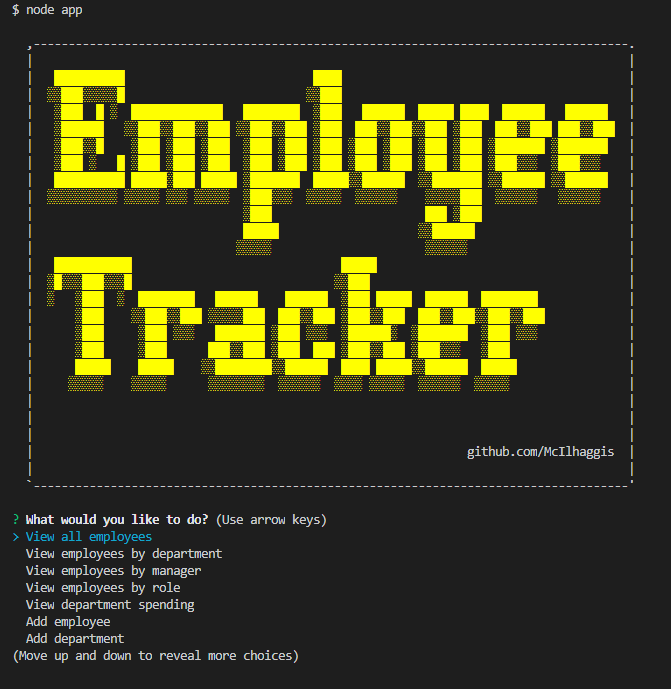 $ node app
Employee
Tracker
github.com/McIlhaggis
? What would you like to do? (Use arrow keys)
> View all employees
View employees by department
View employees by manager
View employees by role
View department spending
Add employee
Add department
(Move up and down to reveal more choices)